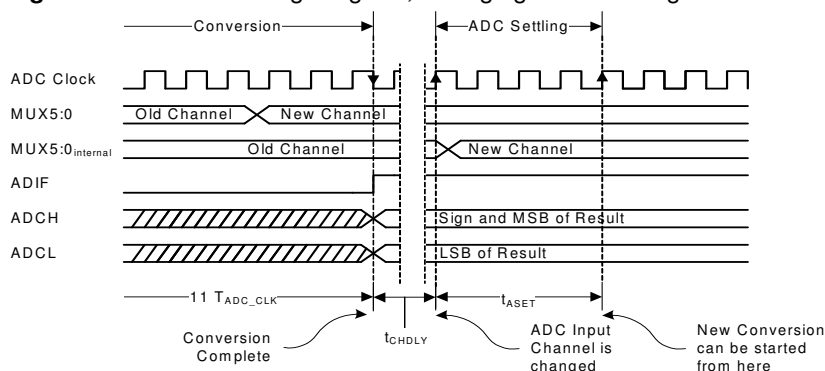 Conversion
ADC Settling
ADC Clock
MUX5:0
Old Channel
New Channel
MUX5:0internal
Old Channel
New Channel
ADIF
ADCH
Sign and MSB of Result
ADCL
LSB of Result
11 TADC_CLK
tCHDLY
tASET
Conversion
Complete
ADC Input
Channel is
changed
New Conversion
can be started
from here